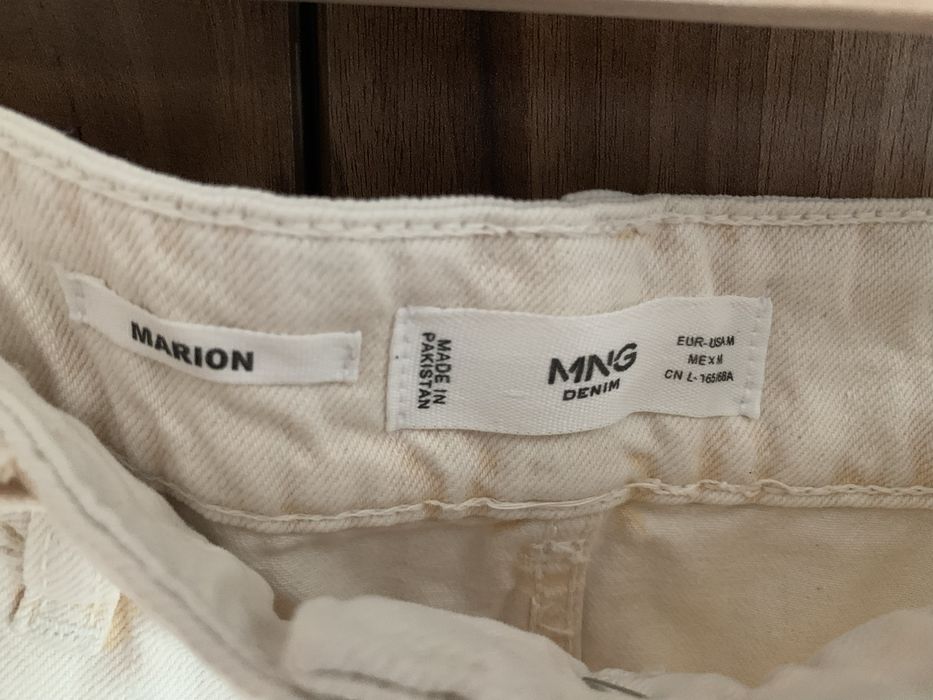 MARION
MADE IN
PAKISTAN
MNG
DENIM
EUR-USA M
MEX M
CN L-165/68A